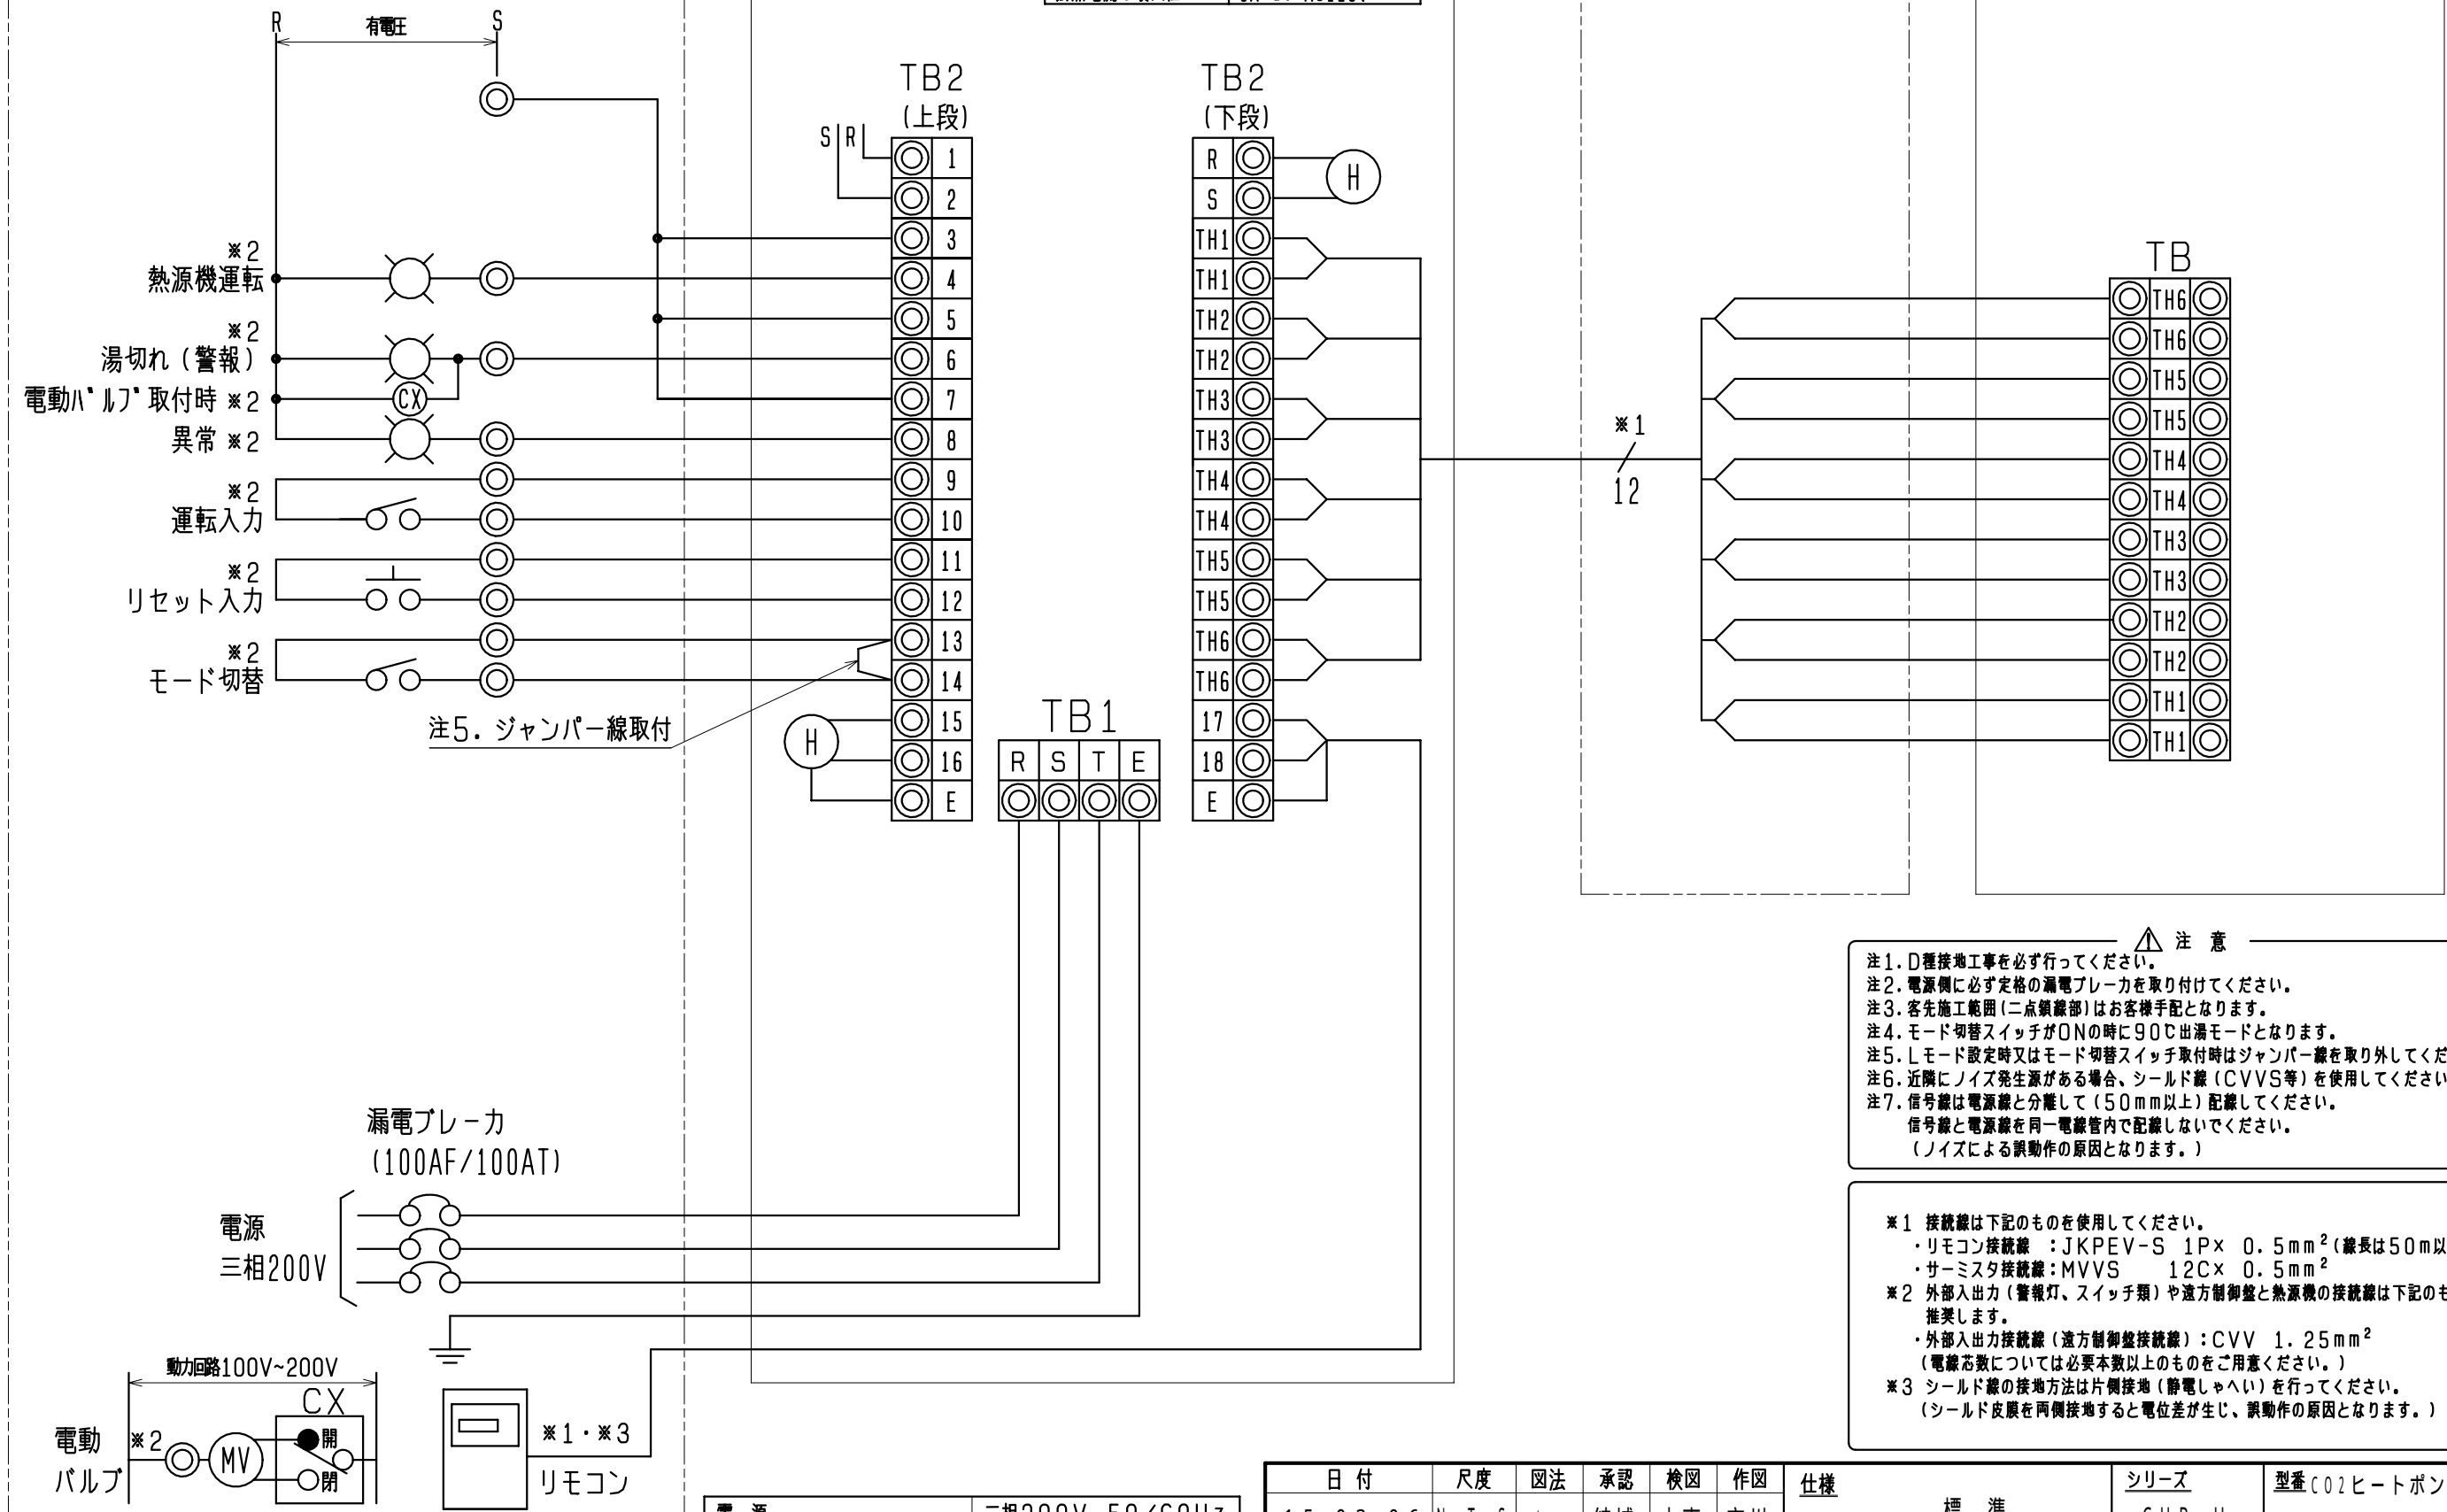 R 有電圧 S
TB2
(上段)
S R
1
2
3
4
5
6
7
8
9
10
11
12
13
14
15
16
E
H
※2
熱源機運転
※2
湯切れ（警報）
電動バルブ取付時 ※2
CX
異常 ※2
※2
運転入力
※2
リセット入力
※2
モード切替
注5. ジャンパー線取付
TB1
R S T E
TB2
(下段)
R
S
TH1
TH1
TH2
TH2
TH3
TH3
TH4
TH4
TH5
TH5
TH6
TH6
17
18
E
H
※1
12
TB
TH6
TH6
TH5
TH5
TH4
TH4
TH3
TH3
TH2
TH2
TH1
TH1
漏電ブレーカ
(100AF/100AT)
電源
三相200V
動力回路100V~200V
CX
電動
バルブ
※2
MV
開
閉
※1・※3
リモコン
注 意
注1. D種接地工事を必ず行ってください。
注2. 電源側に必ず定格の漏電ブレーカを取り付けてください。
注3. 客先施工範囲(二点鎖線部)はお客様手配となります。
注4. モード切替スイッチがONの時に90℃出湯モードとなります。
注5. Lモード設定時又はモード切替スイッチ取付時はジャンパー線を取り外してくだ
注6. 近隣にノイズ発生源がある場合、シールド線（CVVS等）を使用してください
注7. 信号線は電源線と分離して（50mm以上）配線してください。
信号線と電源線を同一電線管内で配線しないでください。
（ノイズによる誤動作の原因となります。）
※1 接続線は下記のものを使用してください。
・リモコン接続線 ：JKPEV-S 1P× 0.5mm²(線長は50m以
・サーミスタ接続線：MVVS 12C× 0.5mm²
※2 外部入出力（警報灯、スイッチ類）や遠方制御盤と熱源機の接続線は下記のも
推奨します。
・外部入出力接続線（遠方制御盤接続線）：CVV 1.25mm²
（電線芯数については必要本数以上のものをご用意ください。）
※3 シールド線の接地方法は片側接地（静電しゃへい）を行ってください。
（シールド皮膜を両側接地すると電位差が生じ、誤動作の原因となります。）
日 付 尺度 図法 承認 検図 作図 仕様 シリーズ 型番 CO2ヒートポン
標 準
電 源 三相200V 50/60Hz